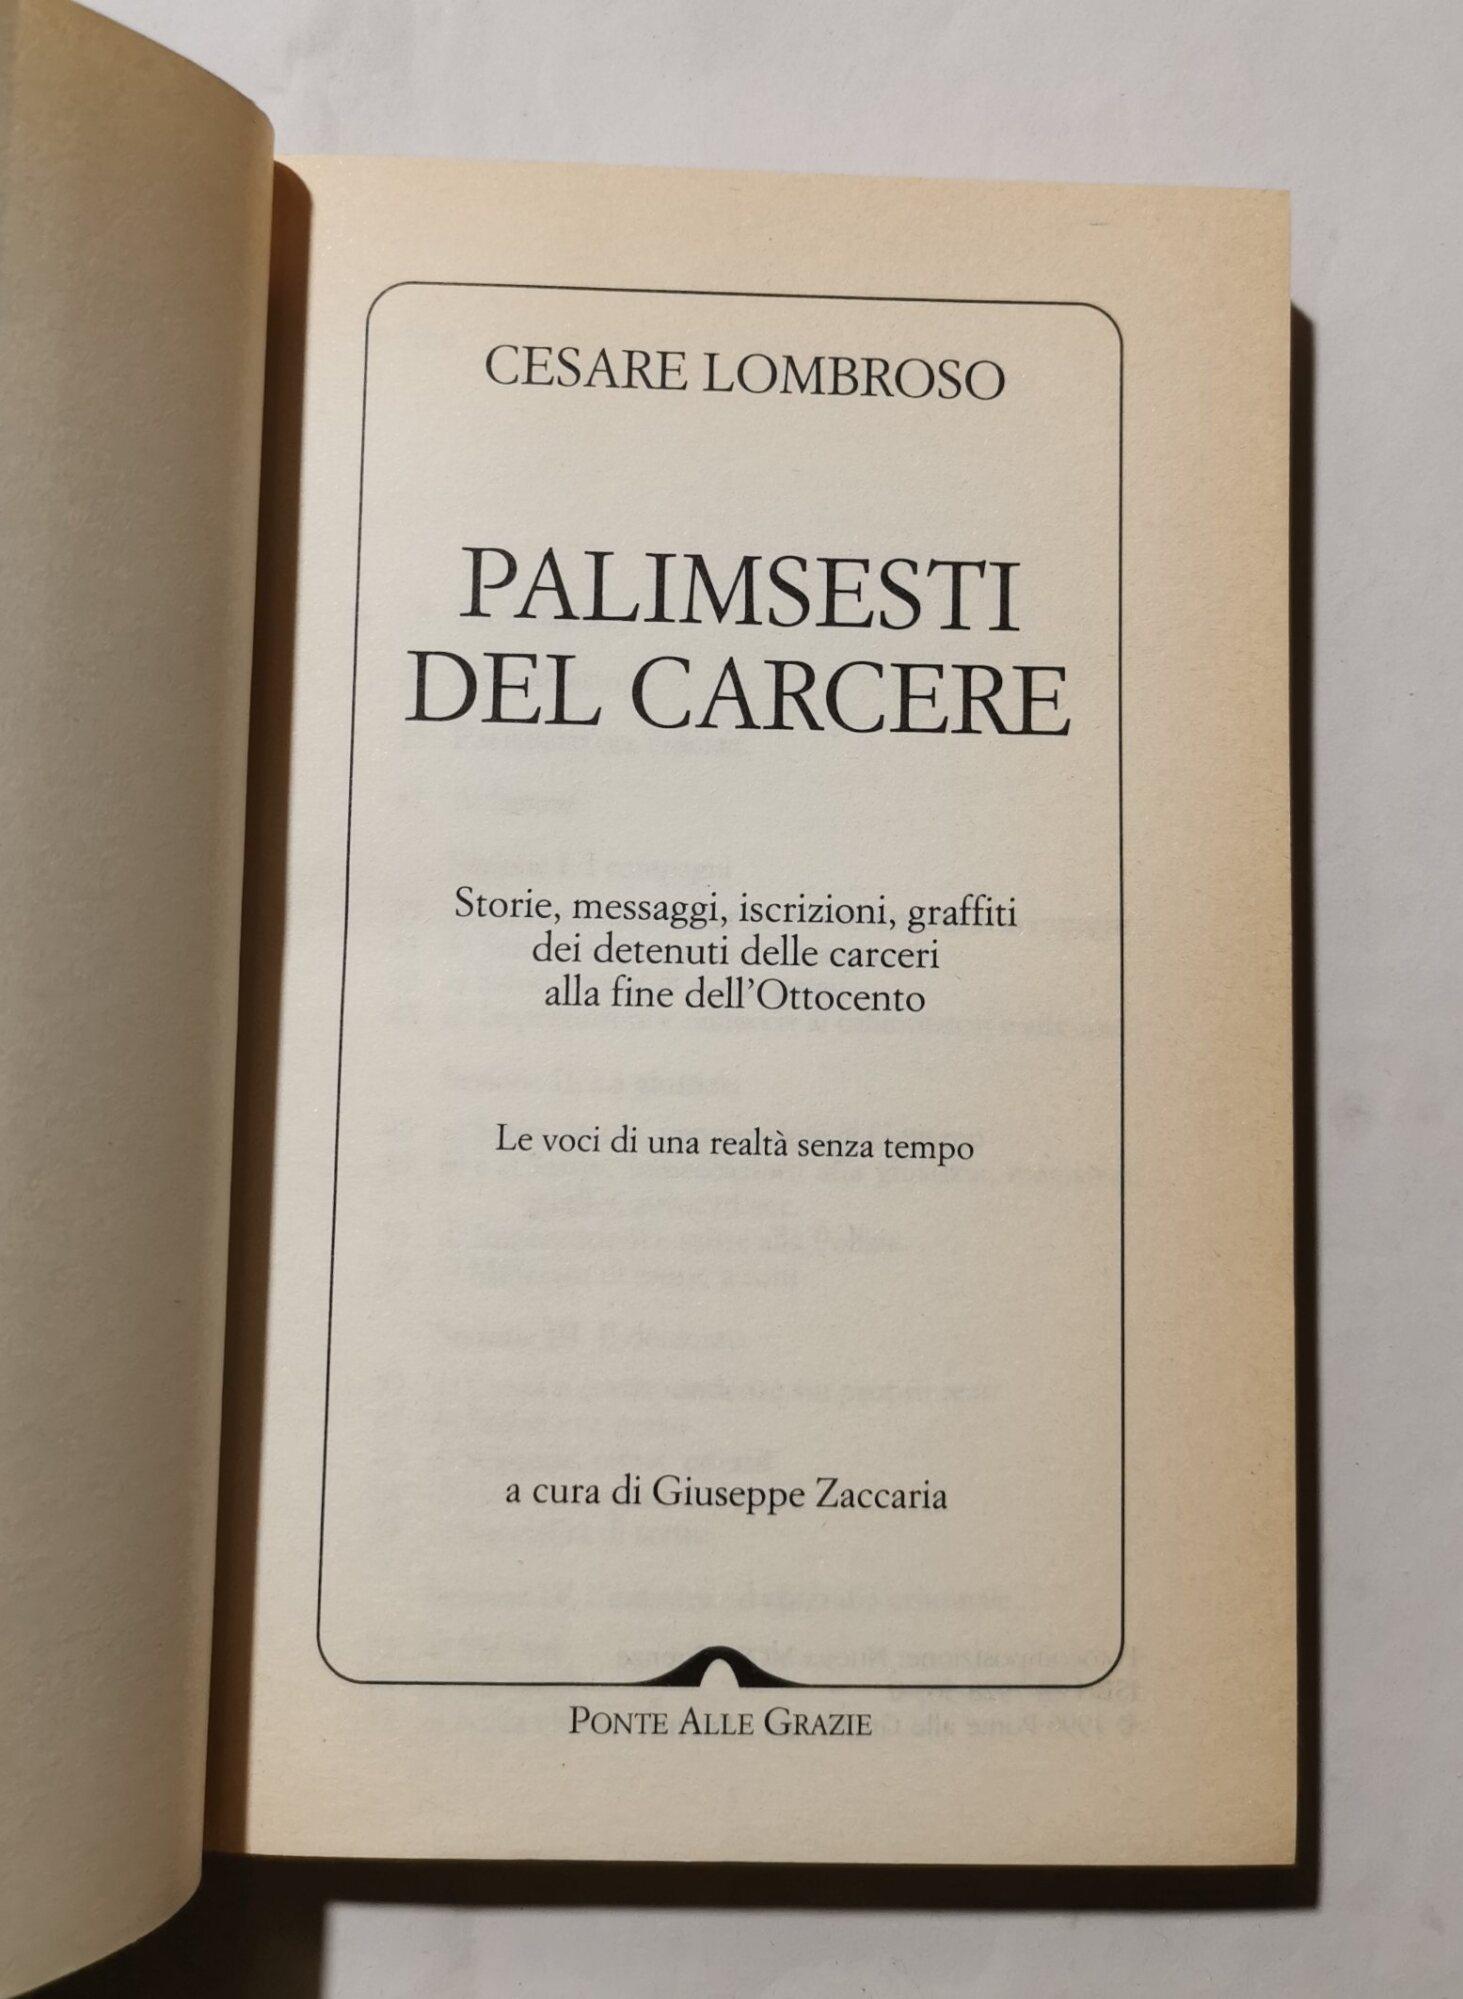 CESARE LOMBROSO
PALIMSESTI
DEL CARCERE
Storie, messaggi, iscrizioni, graffiti
dei detenuti delle carceri
alla fine dell'Ottocento
Le voci di una realtà senza tempo
a cura di Giuseppe Zaccaria
PONTE ALLE GRAZIE